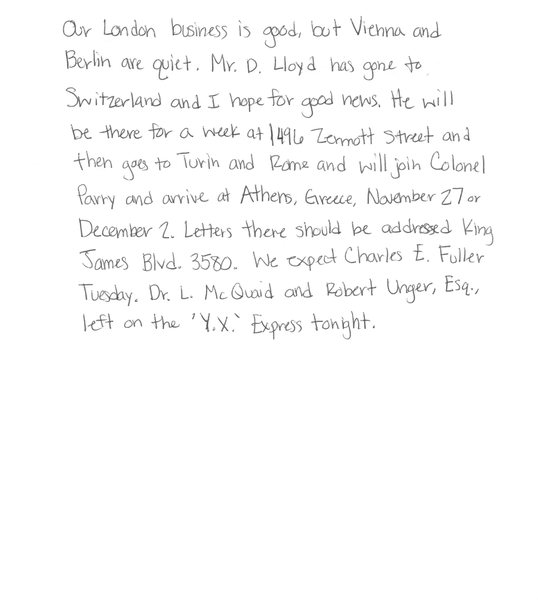 Our London business is good, but Vienna and
Berlin are quiet. Mr. D. Lloyd has gone to
Switzerland and I hope for good news. He will
be there for a week at 1496 Zermott Street and
then goes to Turin and Rome and will join Colonel
Parry and arrive at Athens, Greece, November 27 or
December 2. Letters there should be addressed King
James Blvd. 3580. We expect Charles E. Fuller
Tuesday. Dr. L. McQuaid and Robert Unger, Esq.,
left on the 'Y.X.' Express tonight.